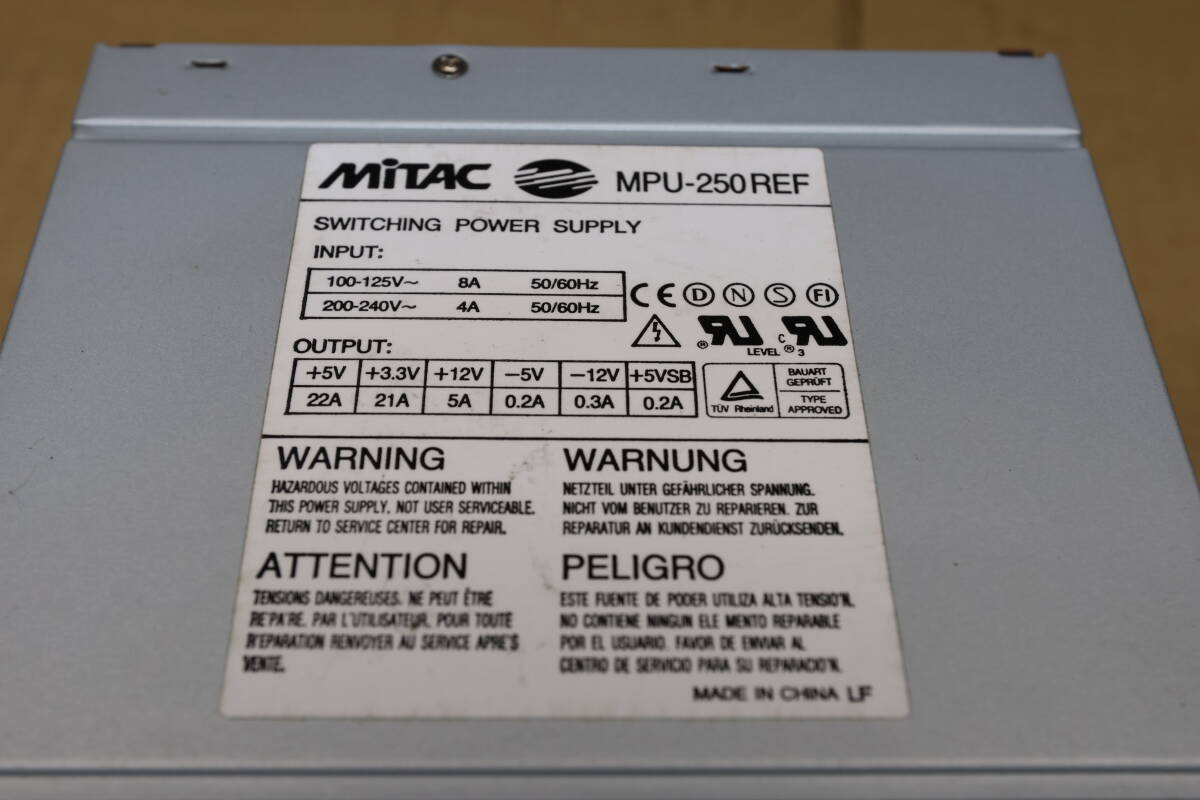 MiTAC MPU-250REF
SWITCHING POWER SUPPLY
INPUT:
100-125V~ 8A 50/60Hz
200-240V~ 4A 50/60Hz
CE D N S FI
RU ® c RU ®
LEVEL 3
OUTPUT:
+5V +3.3V +12V -5V -12V +5VSB
22A 21A 5A 0.2A 0.3A 0.2A
TÜV Rheinland
BAUART
GEPRÜFT
TYPE
APPROVED
WARNING
HAZARDOUS VOLTAGES CONTAINED WITHIN
THIS POWER SUPPLY, NOT USER SERVICEABLE.
RETURN TO SERVICE CENTER FOR REPAIR.
WARNUNG
NETZTEIL UNTER GEFÄHRLICHER SPANNUNG.
NICHT VOM BENUTZER ZU REPARIEREN. ZUR
REPARATUR AN KUNDENDIENST ZURÜCKSENDEN.
ATTENTION
TENSIONS DANGEREUSES. NE PEUT ÊTRE
RE'PA'RE. PAR L'UTILISATEUR, POUR TOUTE
R'EPARATION RENVOYER AU SERVICE APRE'S
VENTE.
PELIGRO
ESTE FUENTE DE PODER UTILIZA ALTA TENSIO'N.
NO CONTIENE NINGUN ELE MENTO REPARABLE
POR EL USUARIO. FAVOR DE ENVIAR AL
CENTRO DE SERVICIO PARA SU REPARACIO'N.
MADE IN CHINA LF